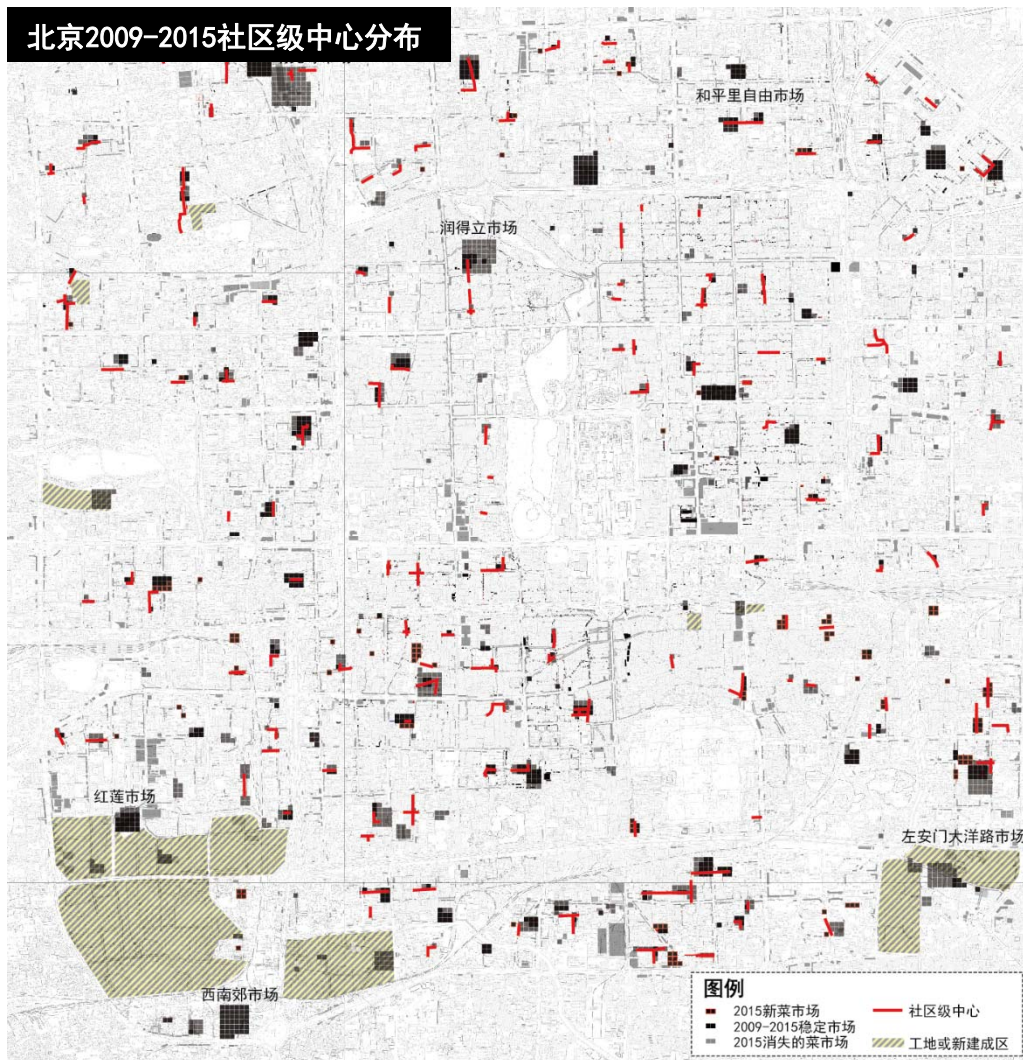 北京2009-2015社区级中心分布
和平里自由市场
润得立市场
红莲市场
左安门大洋路市场
西南郊市场
图例
2015新菜市场
社区级中心
2009-2015稳定市场
2015消失的菜市场
工地或新建成区